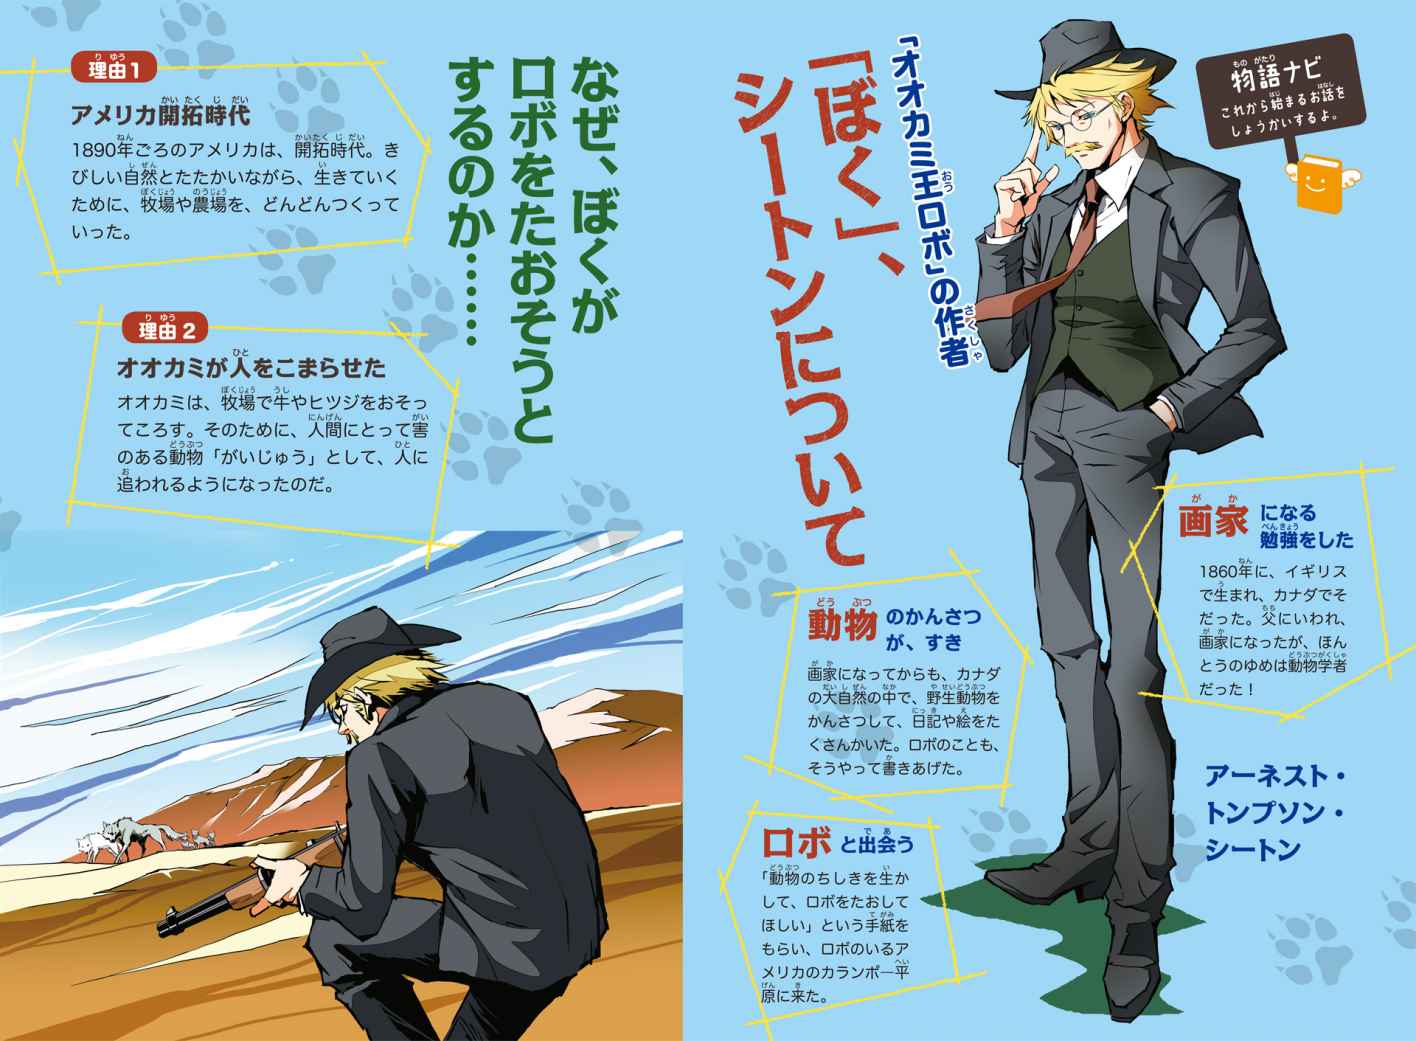 物語ナビ
これから始まるお話を
しょうかいするよ。
「オオカミ王ロボ」の作者
「ぼく」、
シートンについて
画家になる
勉強をした
1860年に、イギリス
で生まれ、カナダでそ
だった。父にいわれ、
画家になったが、ほん
とうのゆめは動物学者
だった！
動物のかんさつ
が、すき
画家になってからも、カナダ
の大自然の中で、野生動物を
かんさつして、日記や絵をた
くさんかいた。ロボのことも、
そうやって書きあげた。
ロボと出会う
「動物のちしきを生か
して、ロボをたおして
ほしい」という手紙を
もらい、ロボのいるア
メリカのカランポー平
原に来た。
アーネスト・
トンプソン・
シートン
なぜ、ぼくが
ロボをたおそうと
するのか……
理由1
アメリカ開拓時代
1890年ごろのアメリカは、開拓時代。き
びしい自然とたたかいながら、生きていく
ために、牧場や農場を、どんどんつくって
いった。
理由2
オオカミが人をこまらせた
オオカミは、牧場で牛やヒツジをおそっ
てころす。そのために、人間にとって害
のある動物「がいじゅう」として、人に
追われるようになったのだ。